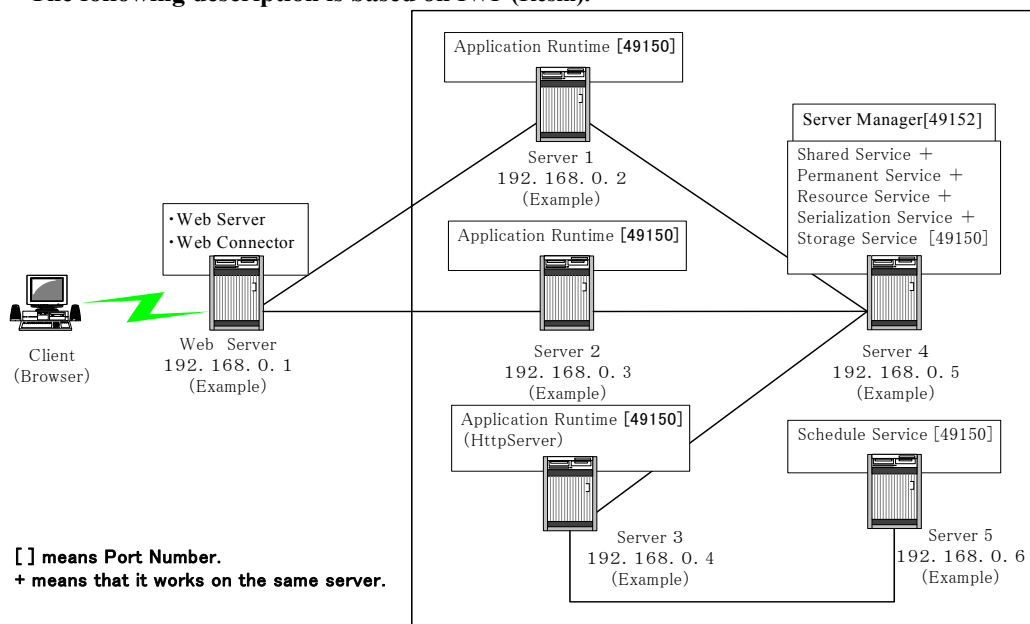 The following description is based on IWP (Resin).
Application Runtime [49150]
Server 1
192. 168. 0. 2
(Example)
Server Manager[49152]
Shared Service +
Permanent Service +
Resource Service +
Serialization Service +
Storage Service [49150]
・Web Server
・Web Connector
Application Runtime [49150]
Client
(Browser)
Web Server
192. 168. 0. 1
(Example)
Server 2
192. 168. 0. 3
(Example)
Server 4
192. 168. 0. 5
(Example)
Application Runtime [49150]
(HttpServer)
Schedule Service [49150]
Server 3
192. 168. 0. 4
(Example)
Server 5
192. 168. 0. 6
(Example)
[ ] means Port Number.
+ means that it works on the same server.